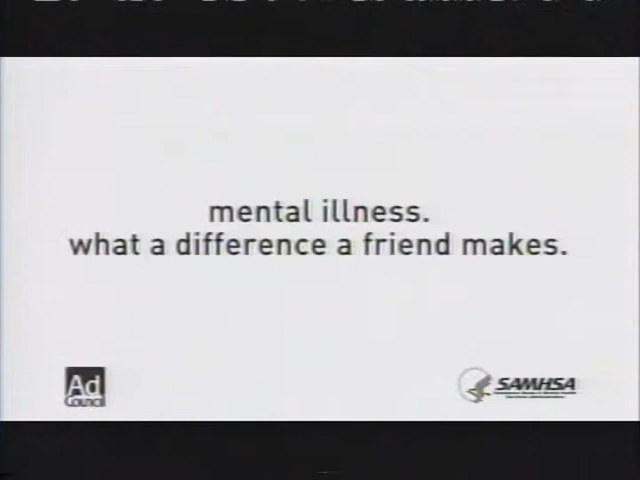 mental illness.
what a difference a friend makes.
Ad
Council
SAMHSA